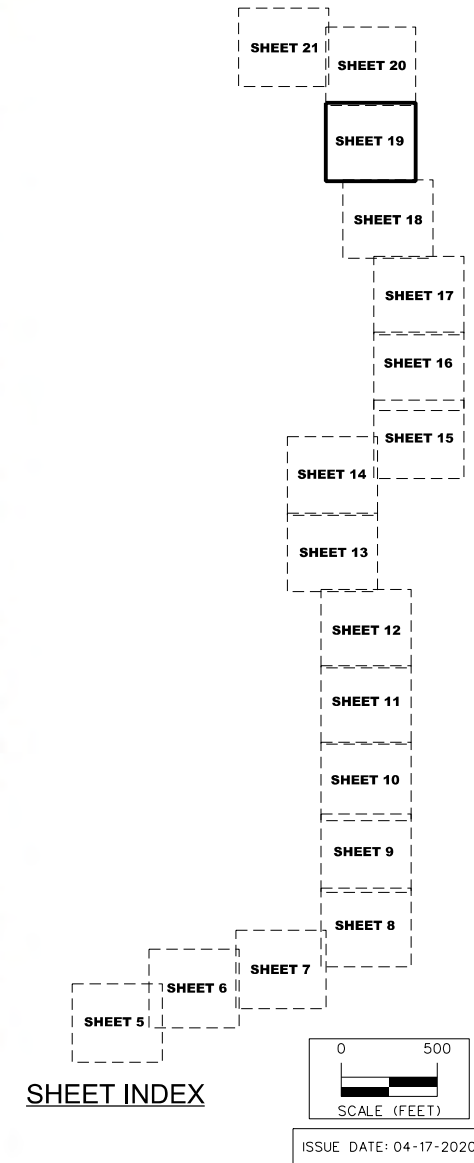 SHEET 21
SHEET 20
SHEET 19
SHEET 18
SHEET 17
SHEET 16
SHEET 15
SHEET 14
SHEET 13
SHEET 12
SHEET 11
SHEET 10
SHEET 9
SHEET 8
SHEET 7
SHEET 6
SHEET 5
SHEET INDEX
0 500
SCALE (FEET)
ISSUE DATE: 04-17-2020